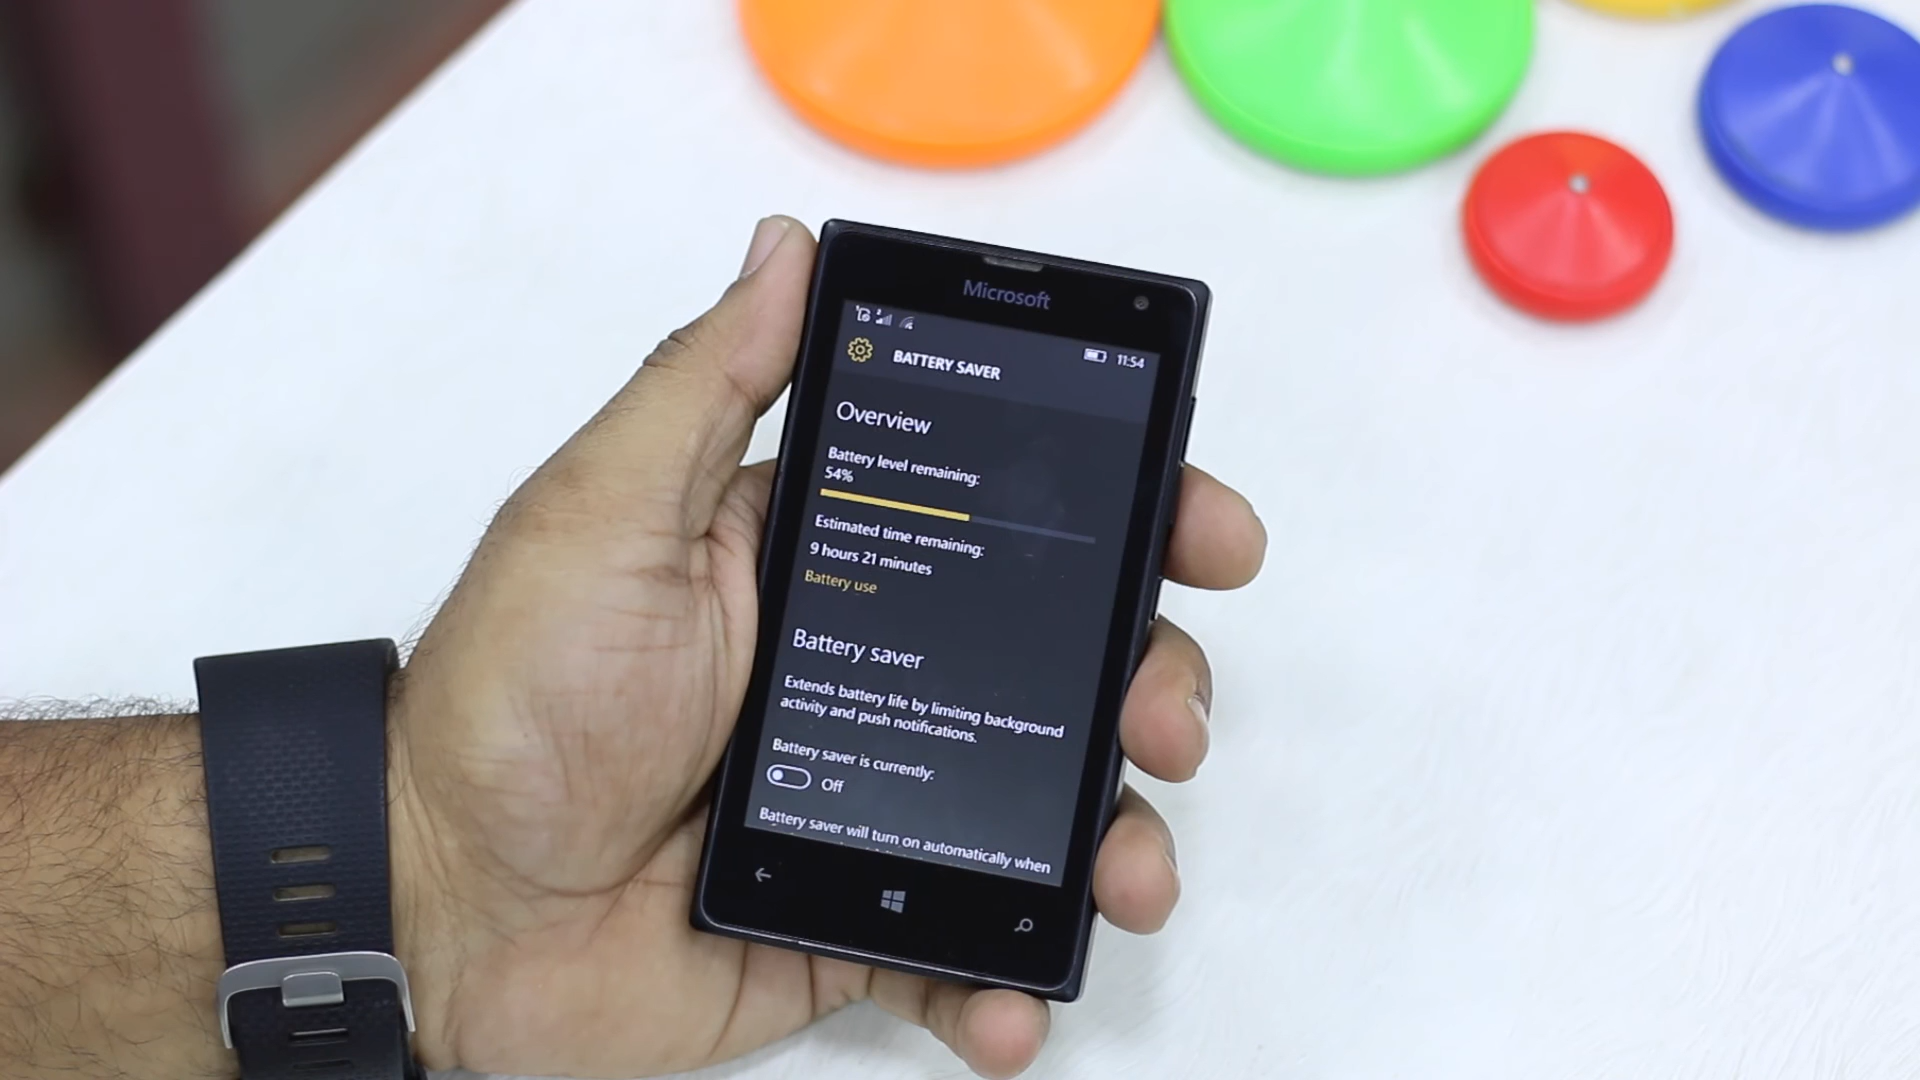 Microsoft
11:54
BATTERY SAVER
Overview
Battery level remaining:
54%
Estimated time remaining:
9 hours 21 minutes
Battery use
Battery saver
Extends battery life by limiting background
activity and push notifications.
Battery saver is currently:
Off
Battery saver will turn on automatically when